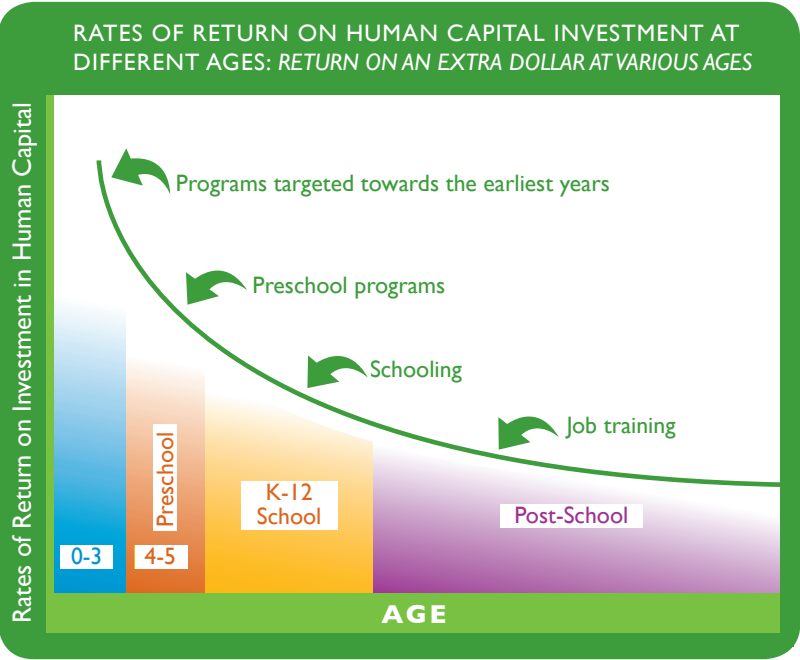 RATES OF RETURN ON HUMAN CAPITAL INVESTMENT AT
DIFFERENT AGES: RETURN ON AN EXTRA DOLLAR AT VARIOUS AGES
Rates of Return on Investment in Human Capital
Programs targeted towards the earliest years
Preschool programs
Schooling
Job training
Preschool
K-12
School
Post-School
0-3
4-5
AGE